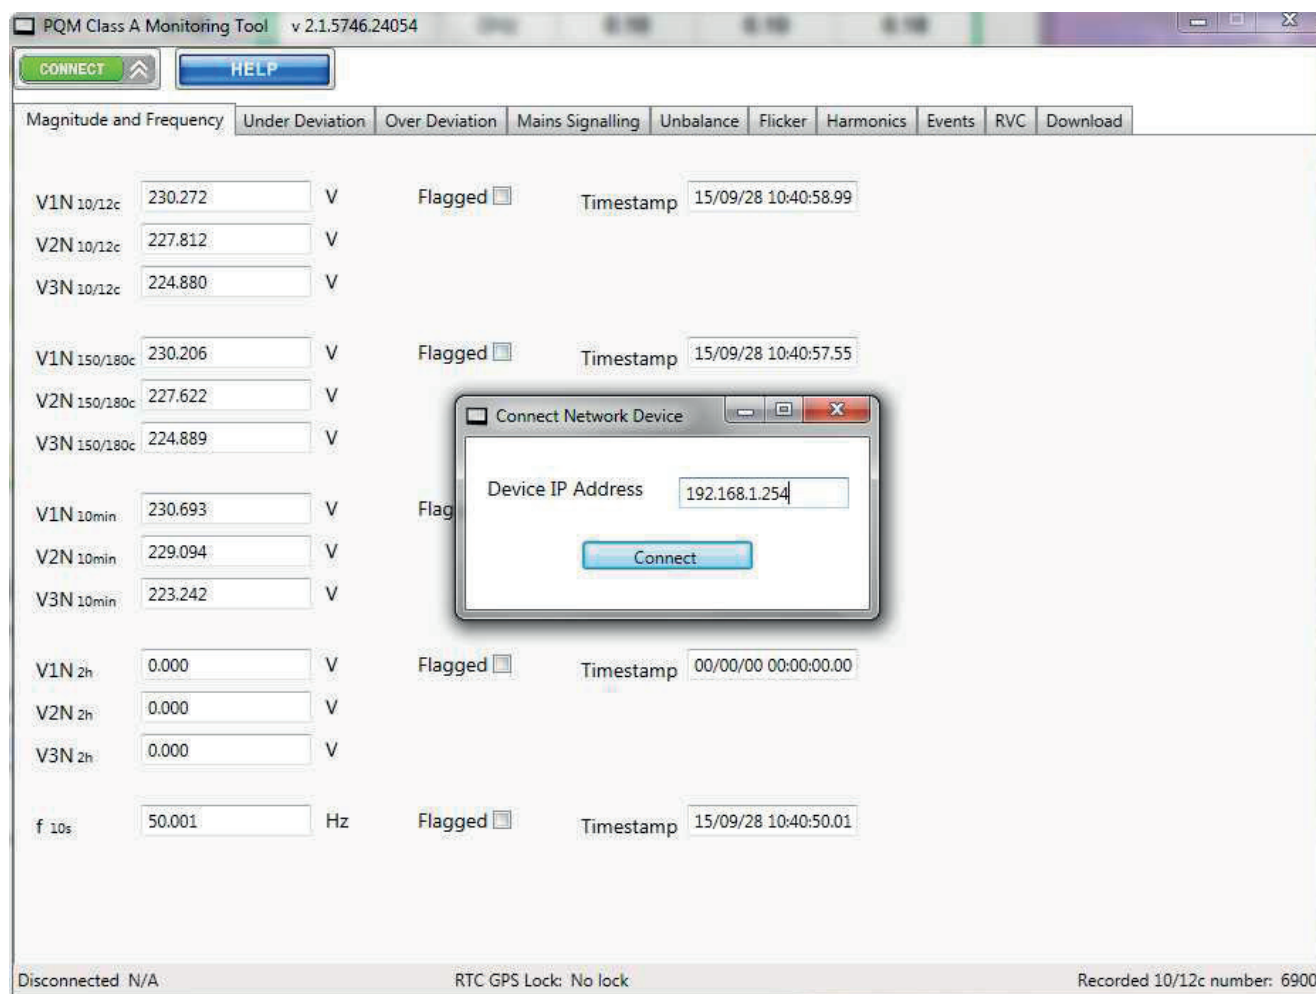 PQM Class A Monitoring Tool v 2.1.5746.24054
CONNECT HELP
Magnitude and Frequency Under Deviation Over Deviation Mains Signalling Unbalance Flicker Harmonics Events RVC Download
V1N 10/12c 230.272 V Flagged Timestamp 15/09/28 10:40:58.99
V2N 10/12c 227.812 V
V3N 10/12c 224.880 V
V1N 150/180c 230.206 V Flagged Timestamp 15/09/28 10:40:57.55
V2N 150/180c 227.622 V
V3N 150/180c 224.889 V
Connect Network Device
Device IP Address 192.168.1.254
Connect
V1N 10min 230.693 V Flag
V2N 10min 229.094 V
V3N 10min 223.242 V
V1N 2h 0.000 V Flagged Timestamp 00/00/00 00:00:00.00
V2N 2h 0.000 V
V3N 2h 0.000 V
f 10s 50.001 Hz Flagged Timestamp 15/09/28 10:40:50.01
Disconnected N/A RTC GPS Lock: No lock Recorded 10/12c number: 6900